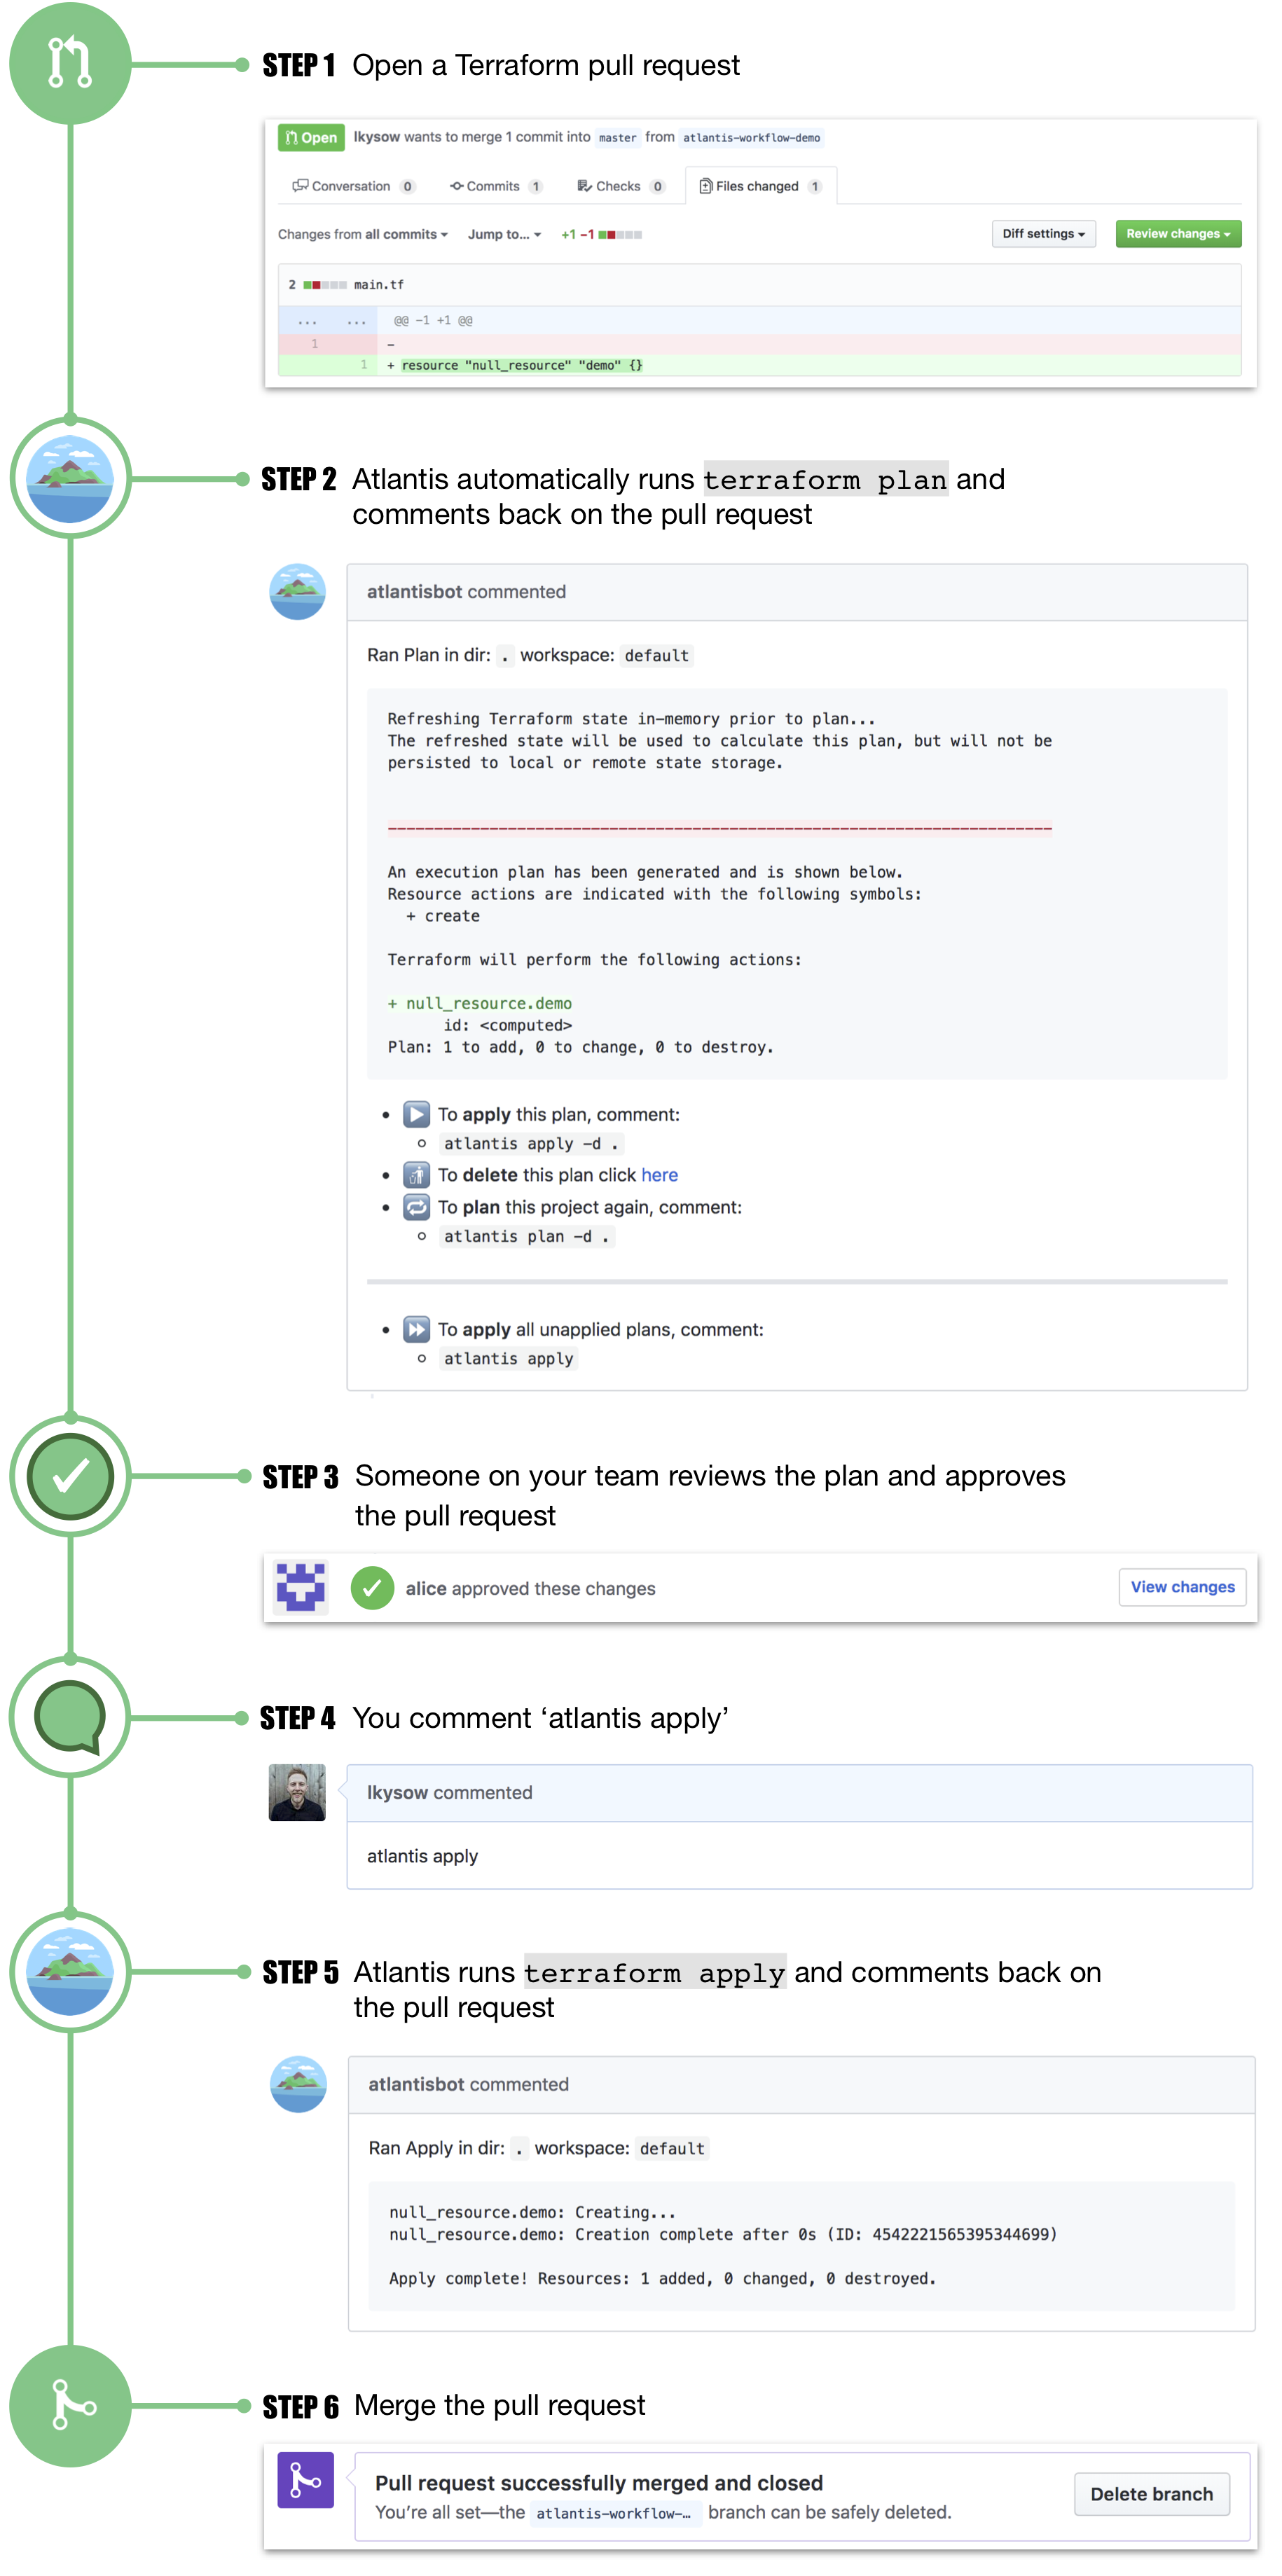 STEP 1 Open a Terraform pull request
Open lkysow wants to merge 1 commit into master from atlantis-workflow-demo
Conversation 0 Commits 1 Checks 0 Files changed 1
Changes from all commits Jump to... +1 −1 Diff settings Review changes
2 main.tf
... ... @@ -1 +1 @@
1 -
1 + resource "null_resource" "demo" {}
STEP 2 Atlantis automatically runs terraform plan and
comments back on the pull request
atlantisbot commented
Ran Plan in dir: . workspace: default
Refreshing Terraform state in-memory prior to plan...
The refreshed state will be used to calculate this plan, but will not be
persisted to local or remote state storage.
------------------------------------------------------------------------
An execution plan has been generated and is shown below.
Resource actions are indicated with the following symbols:
+ create
Terraform will perform the following actions:
+ null_resource.demo
id: <computed>
Plan: 1 to add, 0 to change, 0 to destroy.
To apply this plan, comment:
atlantis apply -d .
To delete this plan click here
To plan this project again, comment:
atlantis plan -d .
To apply all unapplied plans, comment:
atlantis apply
STEP 3 Someone on your team reviews the plan and approves
the pull request
alice approved these changes View changes
STEP 4 You comment ‘atlantis apply’
lkysow commented
atlantis apply
STEP 5 Atlantis runs terraform apply and comments back on
the pull request
atlantisbot commented
Ran Apply in dir: . workspace: default
null_resource.demo: Creating...
null_resource.demo: Creation complete after 0s (ID: 4542221565395344699)
Apply complete! Resources: 1 added, 0 changed, 0 destroyed.
STEP 6 Merge the pull request
Pull request successfully merged and closed
You’re all set—the atlantis-workflow-… branch can be safely deleted.
Delete branch